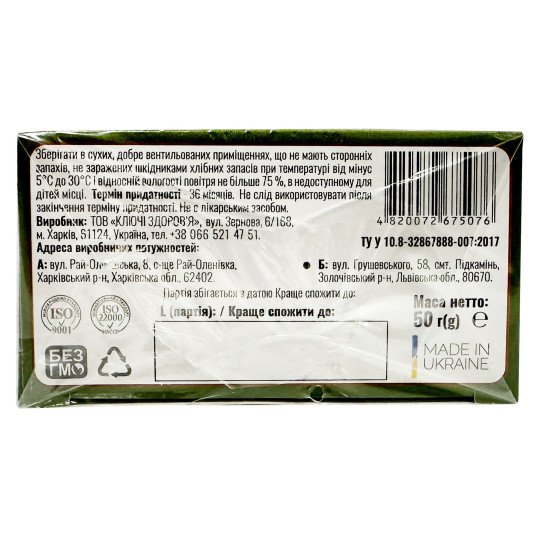 Зберігати в сухих, добре вентильованих приміщеннях, що не мають сторонніх
запахів, не заражених шкідниками хлібних запасів при температурі від мінус
5°С до 30°С і відносній вологості повітря не більше 75 %, в недоступному для
дітей місці. Термін придатності - 36 місяців. Не слід використовувати після
закінчення терміну придатності. Не є лікарським засобом.
Виробник: ТОВ «КЛЮЧІ ЗДОРОВ'Я», вул. Зернова, 6/168,
м. Харків, 61124, Україна, тел. +38 066 521 47 51.
Адреса виробничих потужностей:
А: вул. Рай-Оленівська, 8, с-ще Рай-Оленівка,
Харківський р-н, Харківська обл., 62402.
Б: вул. Грушевського, 58, смт. Підкамінь,
Золочівський р-н, Львівська обл., 80670.
4820072675076
ТУ У 10.8-32867888-007:2017
Партія збігається з датою Краще спожити до:
L (партія): / Краще спожити до:
Маса нетто:
50 г(g) ℮
ISO
9001
ISO
22000
БЕЗ
ГМО
MADE IN
UKRAINE